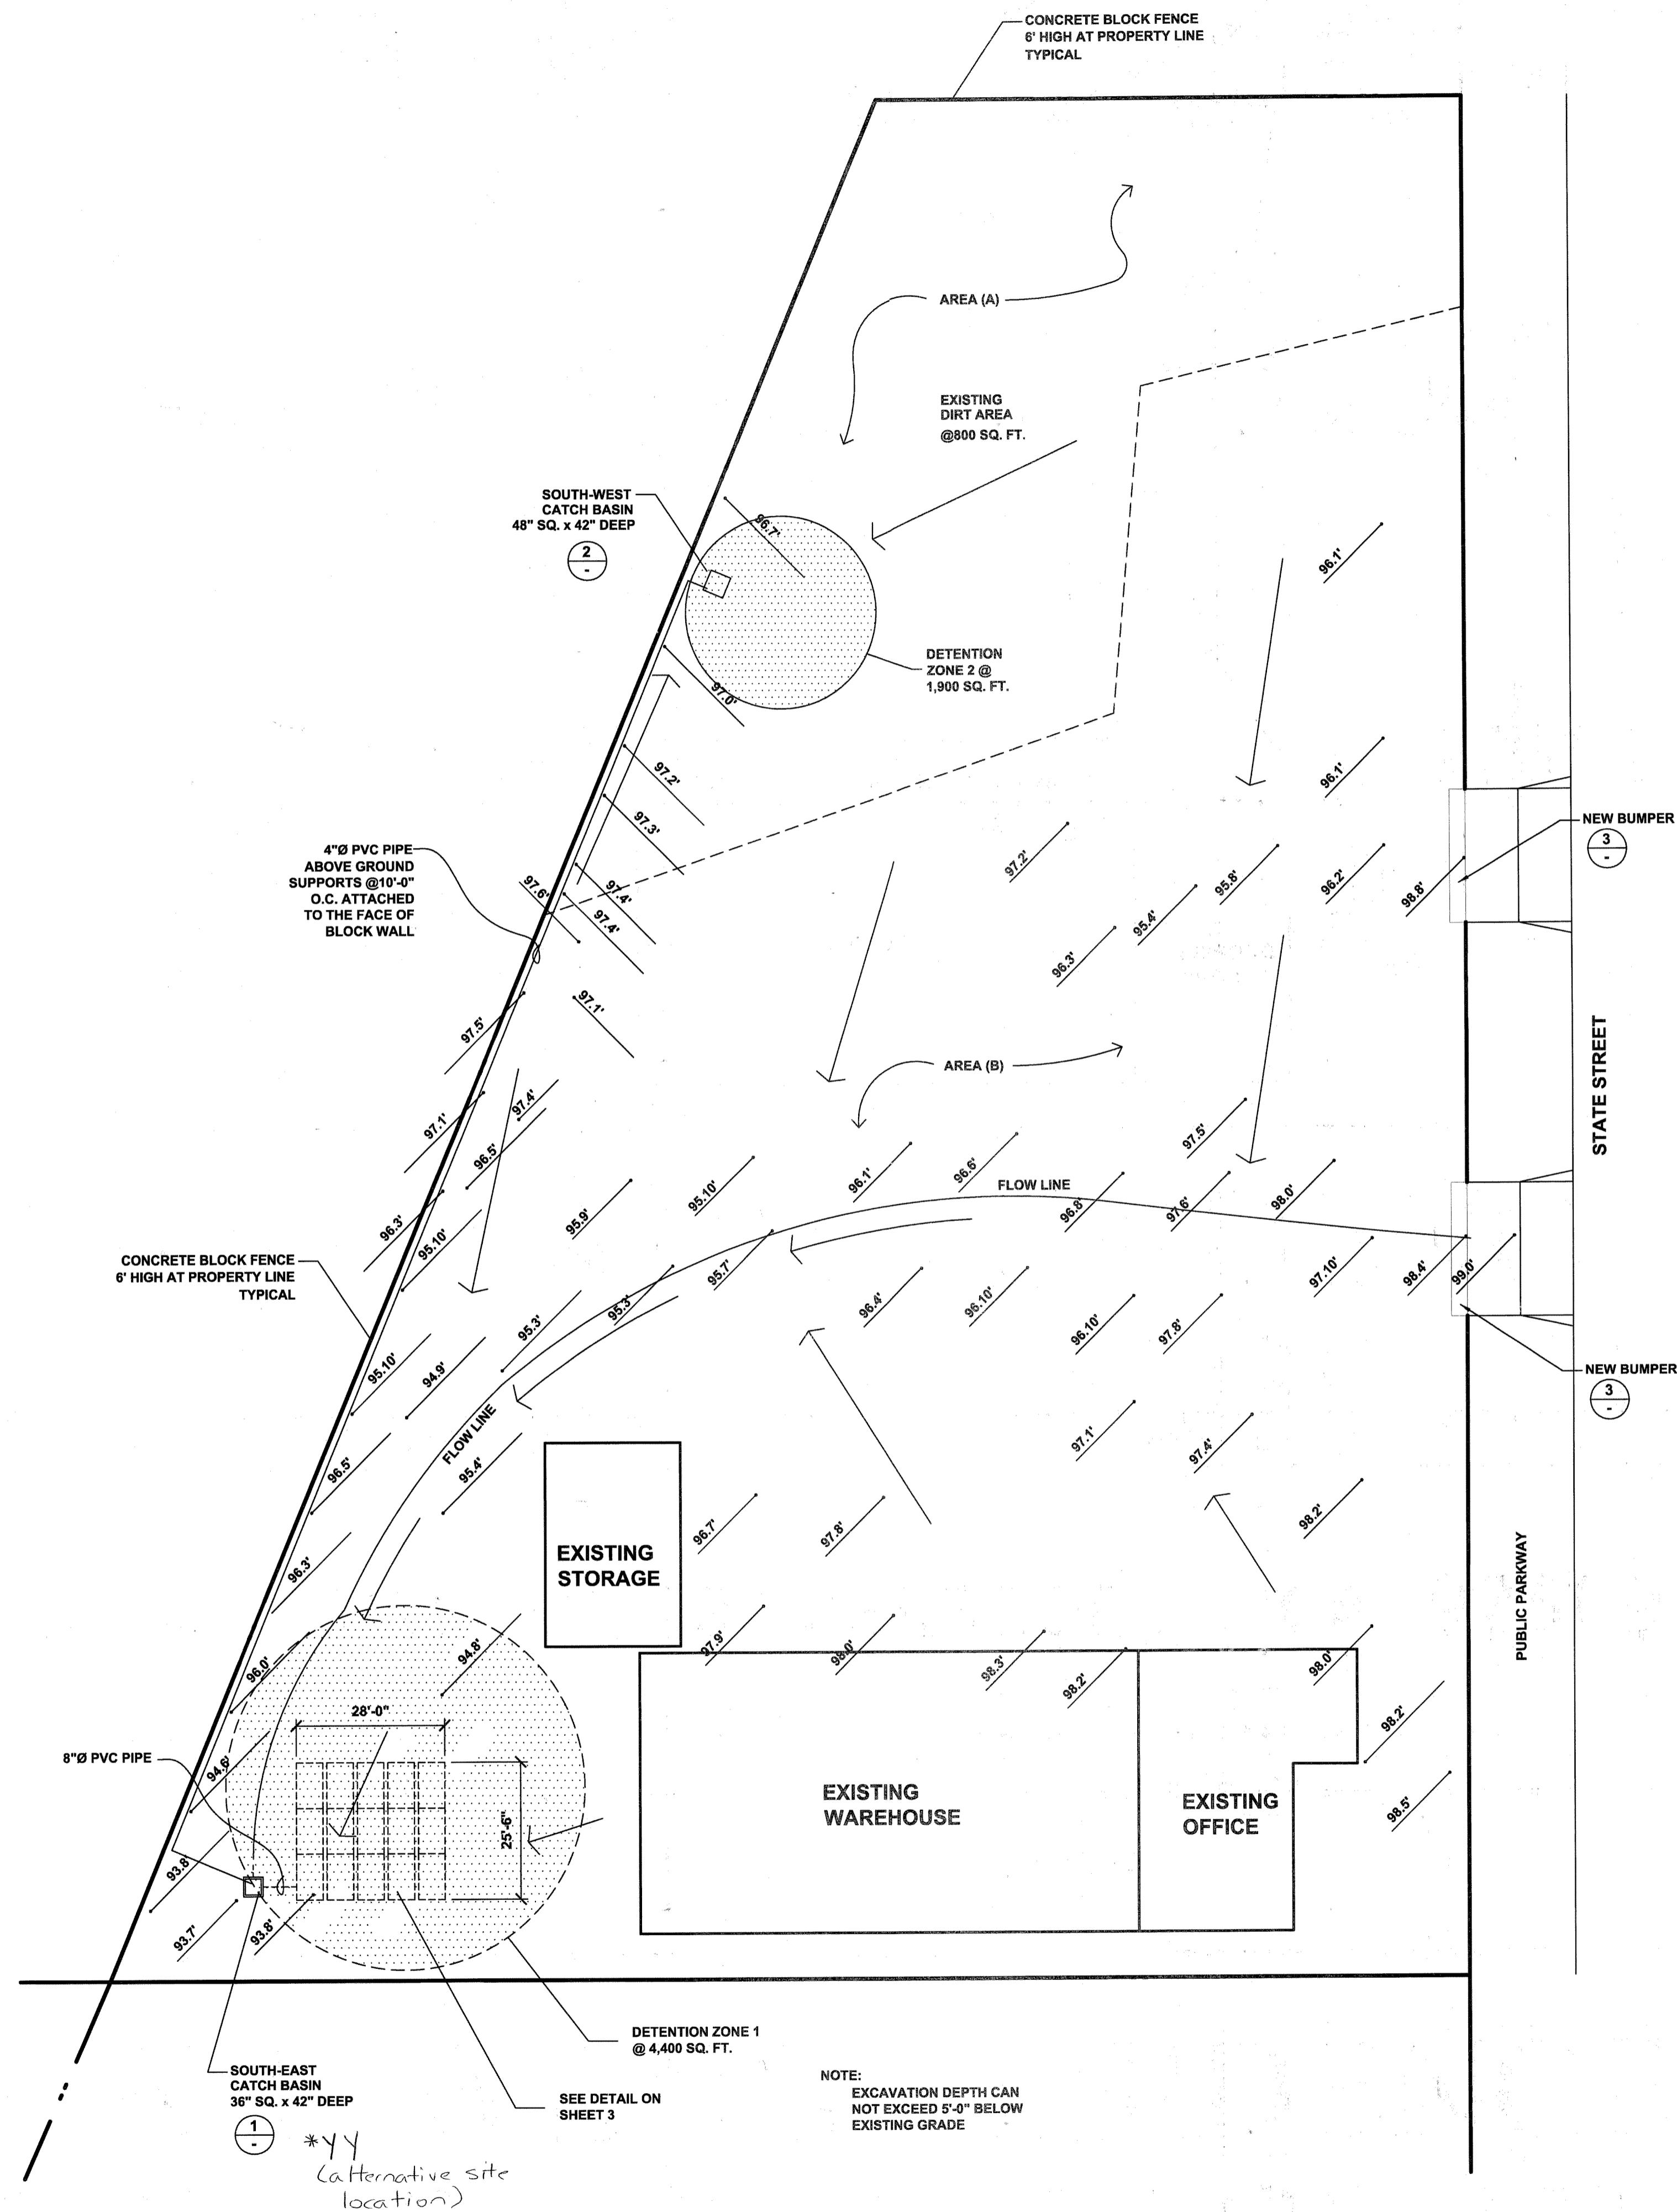 CONCRETE BLOCK FENCE
6' HIGH AT PROPERTY LINE
TYPICAL
AREA (A)
EXISTING
DIRT AREA
@800 SQ. FT.
SOUTH-WEST
CATCH BASIN
48" SQ. x 42" DEEP
2
-
96.7'
96.1'
DETENTION
ZONE 2 @
1,900 SQ. FT.
97.0'
97.2'
96.1'
97.3'
NEW BUMPER
3
-
4"Ø PVC PIPE
ABOVE GROUND
SUPPORTS @10'-0"
O.C. ATTACHED
TO THE FACE OF
BLOCK WALL
97.6'
97.4'
97.4'
97.2'
95.8'
96.2'
98.8'
95.4'
96.3'
97.1'
97.5'
STATE STREET
AREA (B)
97.4'
97.1'
96.5'
97.5'
96.1'
96.6'
FLOW LINE
95.10'
95.9'
96.8'
97.6'
98.0'
96.3'
95.10'
CONCRETE BLOCK FENCE
6' HIGH AT PROPERTY LINE
TYPICAL
95.7'
97.10'
98.4'
99.0'
95.3'
95.3'
96.4'
96.10'
96.10'
97.8'
95.10'
94.9'
NEW BUMPER
3
-
FLOW LINE
97.1'
97.4'
96.5'
95.4'
98.2'
96.7'
97.8'
EXISTING
STORAGE
96.3'
PUBLIC PARKWAY
97.9'
98.0'
98.3'
98.2'
98.0'
96.0'
94.8'
28'-0"
98.2'
8"Ø PVC PIPE
94.6'
25'-6"
EXISTING
WAREHOUSE
EXISTING
OFFICE
98.5'
93.8'
93.7'
93.8'
DETENTION ZONE 1
@ 4,400 SQ. FT.
SOUTH-EAST
CATCH BASIN
36" SQ. x 42" DEEP
1
-
SEE DETAIL ON
SHEET 3
NOTE:
EXCAVATION DEPTH CAN
NOT EXCEED 5'-0" BELOW
EXISTING GRADE
*YY
(alternative site
location)